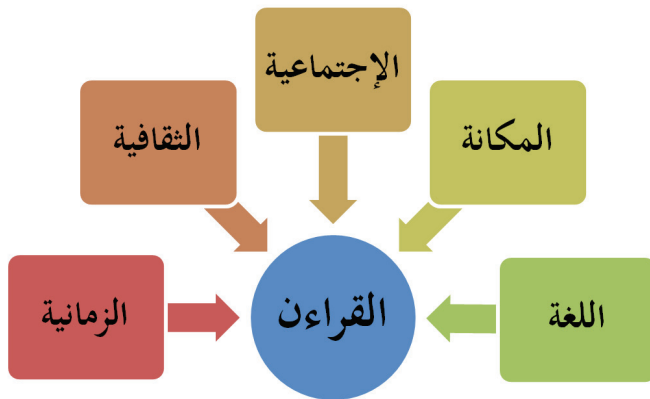 الإجتماعية
المكانة
الثقافية
اللغة
القراءن
الزمانية